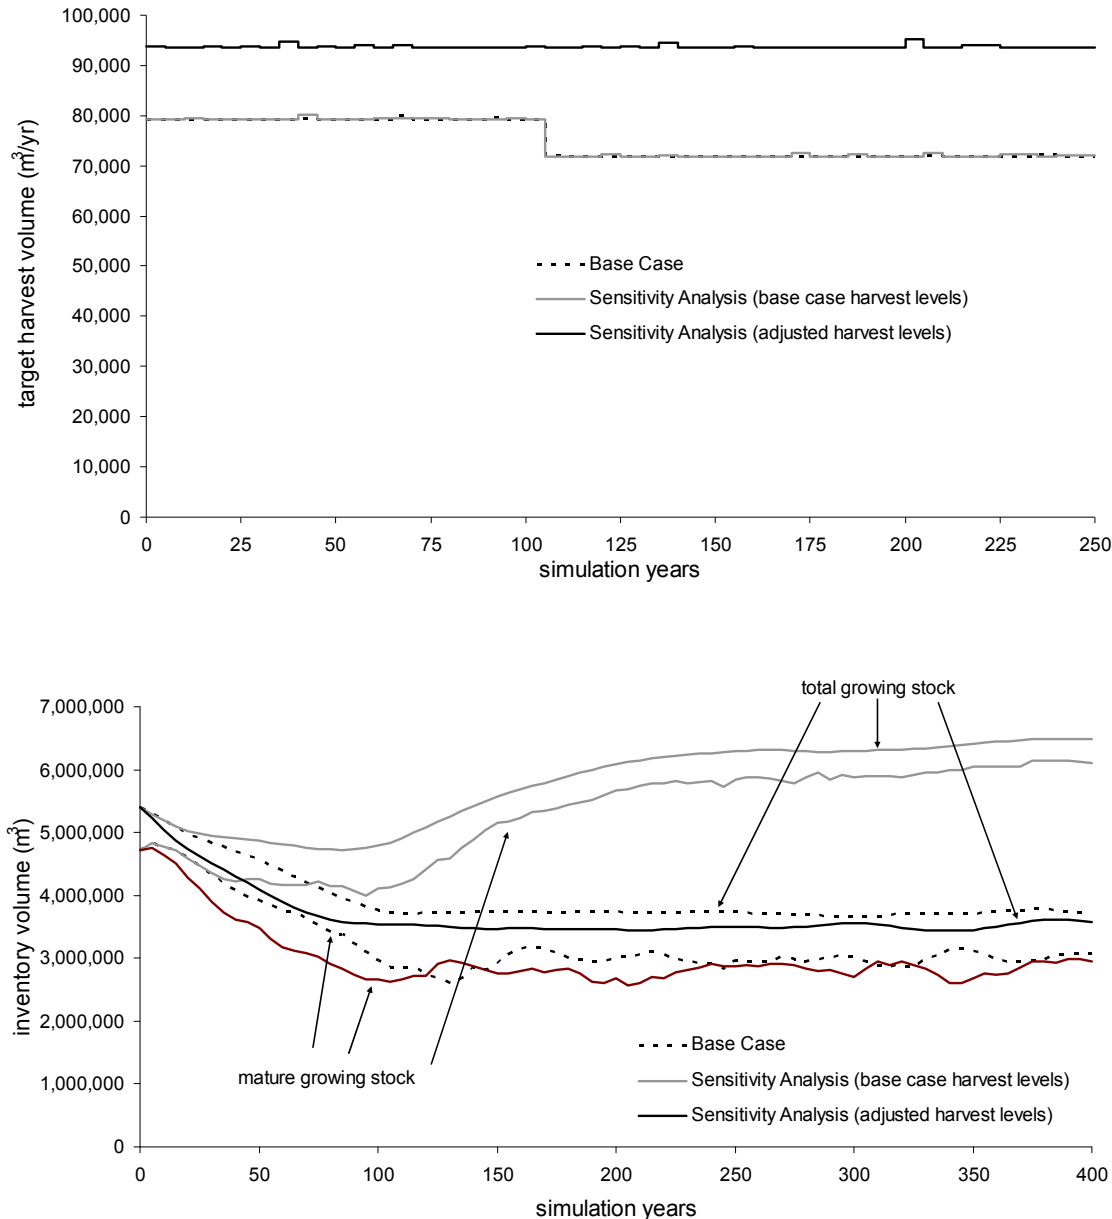 100,000
90,000
80,000
70,000
60,000
50,000
40,000
30,000
20,000
10,000
0
target harvest volume (m³/yr)
Base Case
Sensitivity Analysis (base case harvest levels)
Sensitivity Analysis (adjusted harvest levels)
0 25 50 75 100 125 150 175 200 225 250
simulation years
total growing stock
7,000,000
6,000,000
5,000,000
4,000,000
3,000,000
2,000,000
1,000,000
0
inventory volume (m³)
mature growing stock
Base Case
Sensitivity Analysis (base case harvest levels)
Sensitivity Analysis (adjusted harvest levels)
0 50 100 150 200 250 300 350 400
simulation years